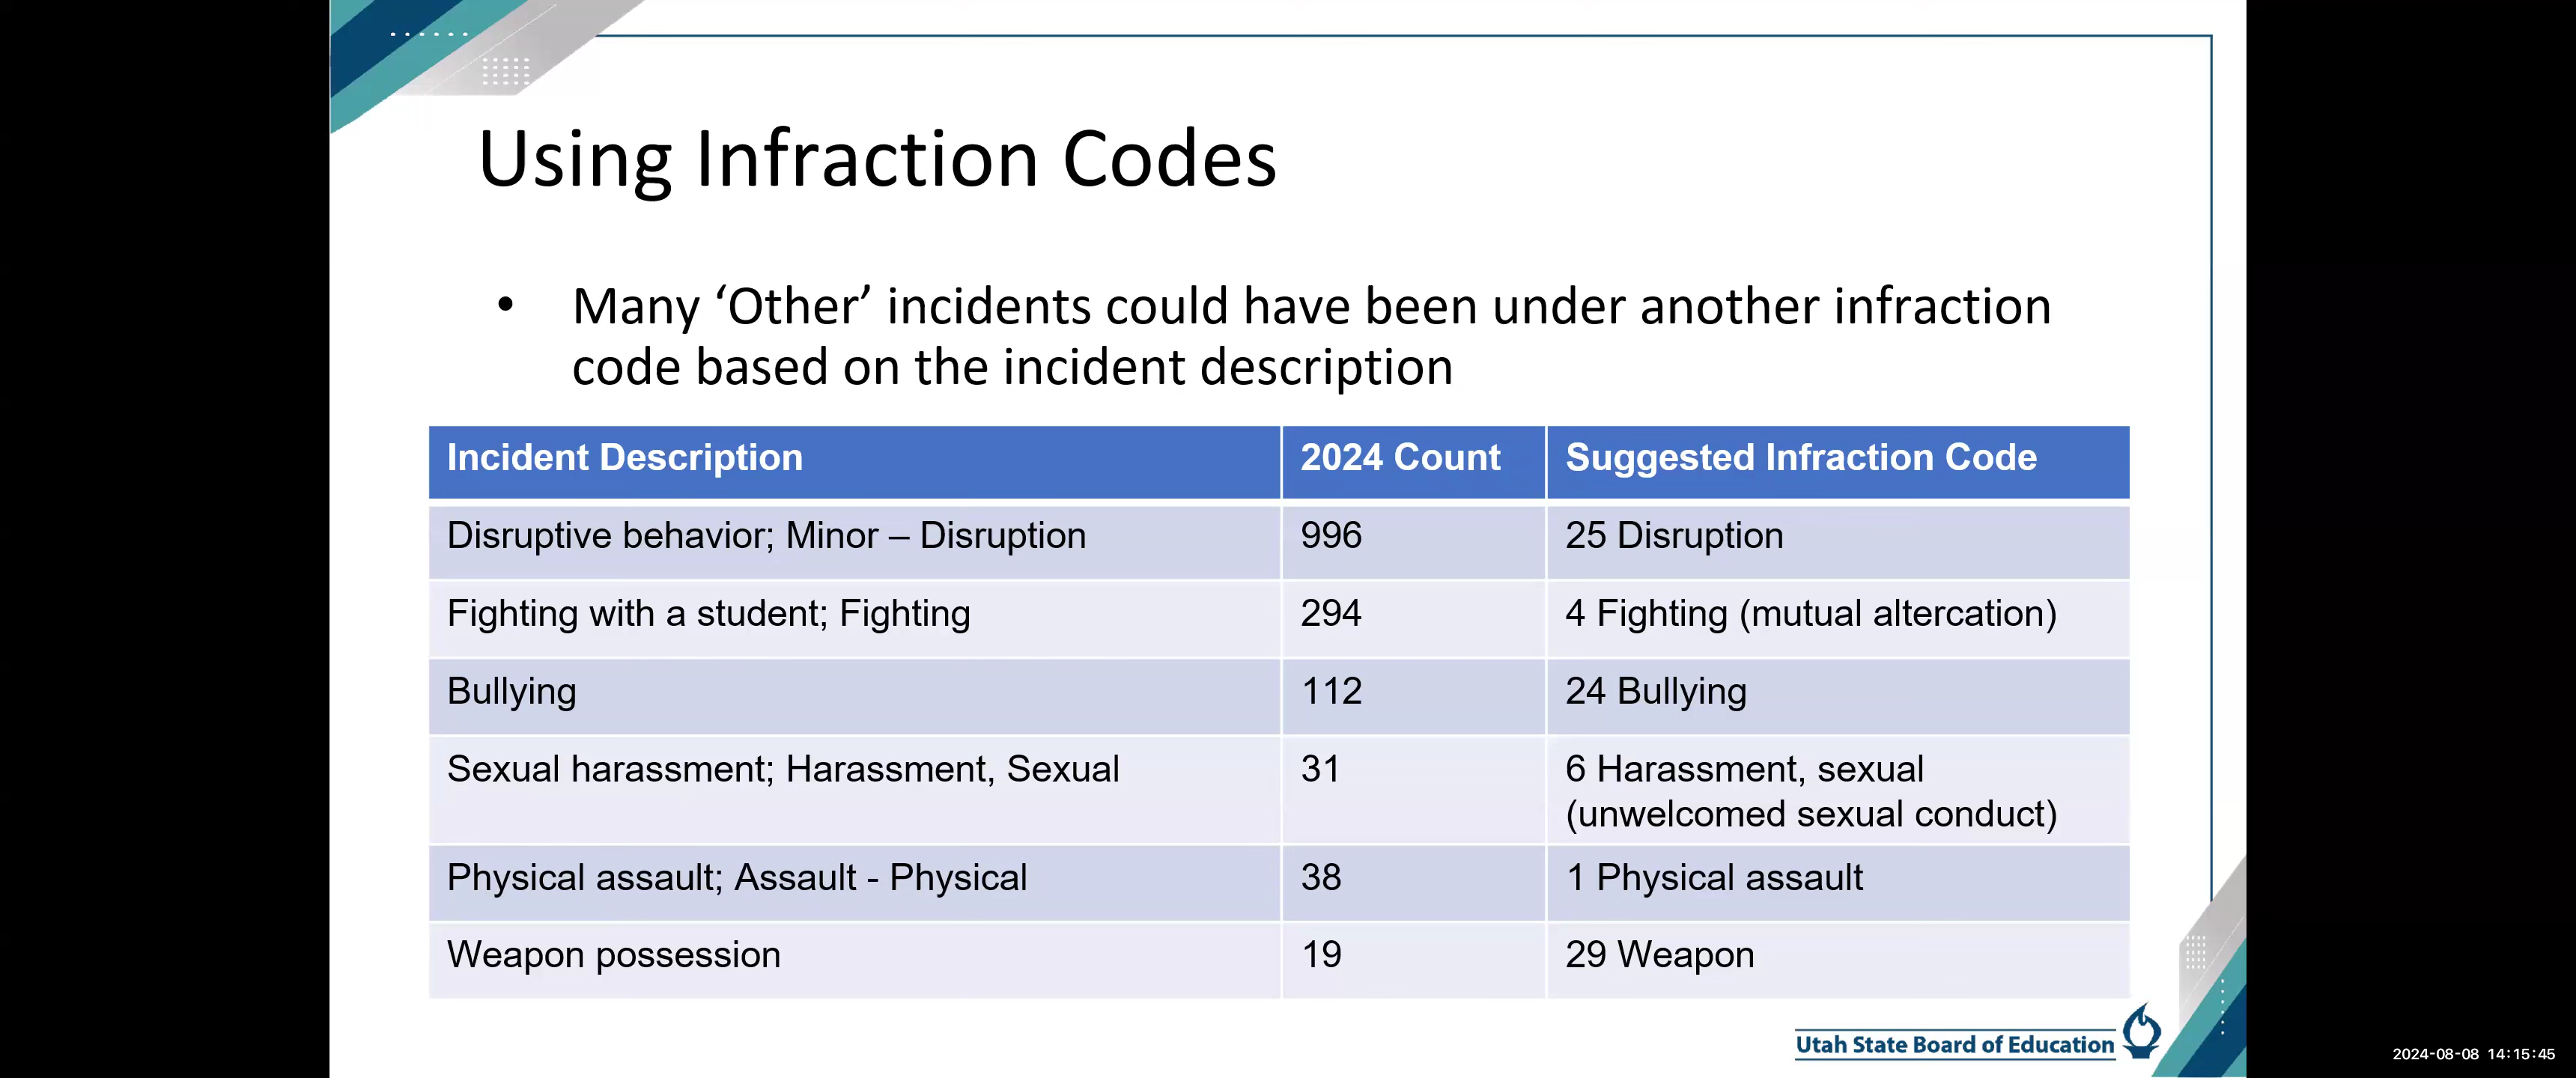 Using Infraction Codes
• Many ‘Other’ incidents could have been under another infraction
code based on the incident description
Incident Description 2024 Count Suggested Infraction Code
Disruptive behavior; Minor – Disruption 996 25 Disruption
Fighting with a student; Fighting 294 4 Fighting (mutual altercation)
Bullying 112 24 Bullying
Sexual harassment; Harassment, Sexual 31 6 Harassment, sexual
(unwelcomed sexual conduct)
Physical assault; Assault - Physical 38 1 Physical assault
Weapon possession 19 29 Weapon
Utah State Board of Education
2024-08-08 14:15:45